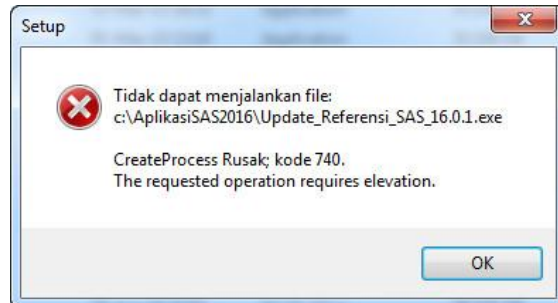 Setup
Tidak dapat menjalankan file:
c:\AplikasiSAS2016\Update_Referensi_SAS_16.0.1.exe
CreateProcess Rusak; kode 740.
The requested operation requires elevation.
OK